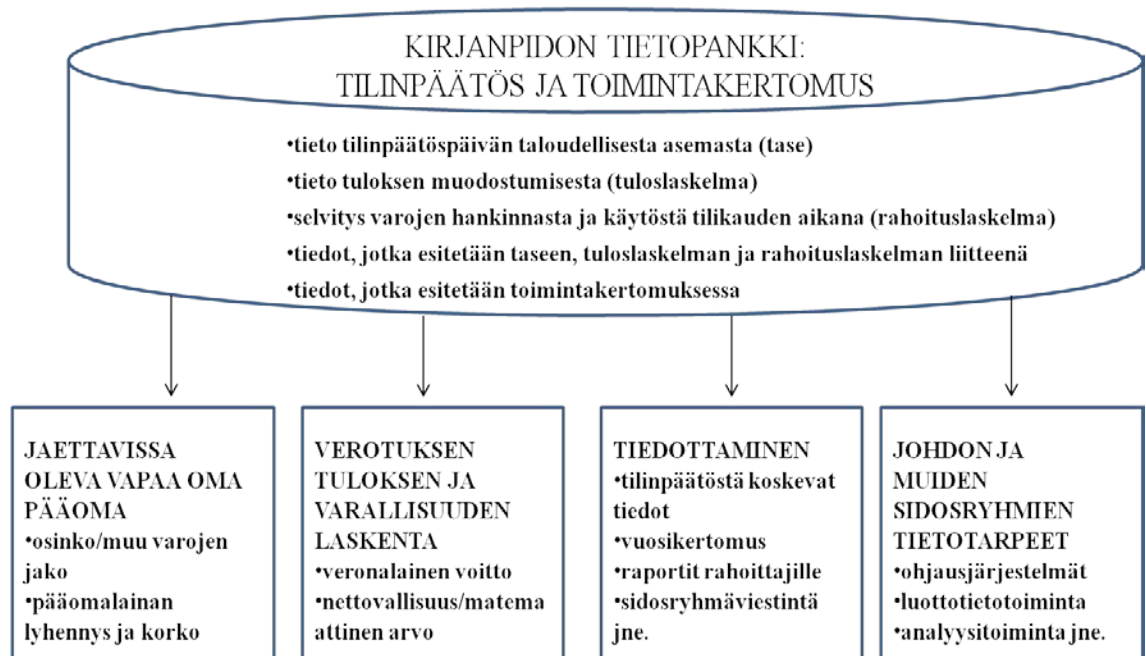 KIRJANPIDON TIETOPANKKI:
TILINPÄÄTÖS JA TOIMINTAKERTOMUS
•tieto tilinpäätöspäivän taloudellisesta asemasta (tase)
•tieto tuloksen muodostumisesta (tuloslaskelma)
•selvitys varojen hankinnasta ja käytöstä tilikauden aikana (rahoituslaskelma)
•tiedot, jotka esitetään taseen, tuloslaskelman ja rahoituslaskelman liitteenä
•tiedot, jotka esitetään toimintakertomuksessa
JAETTAVISSA
OLEVA VAPAA OMA
PÄÄOMA
•osinko/muu varojen
jako
•pääomalainan
lyhennys ja korko
VEROTUKSEN
TULOKSEN JA
VARALLISUUDEN
LASKENTA
•veronalainen voitto
•nettovallisuus/matema
attinen arvo
TIEDOTTAMINEN
•tilinpäätöstä koskevat
tiedot
•vuosikertomus
•raportit rahoittajille
•sidosryhmäviestintä
jne.
JOHDON JA
MUIDEN
SIDOSRYHMIEN
TIETOTARPEET
•ohjausjärjestelmät
•luottotietotoiminta
•analyysitoiminta jne.